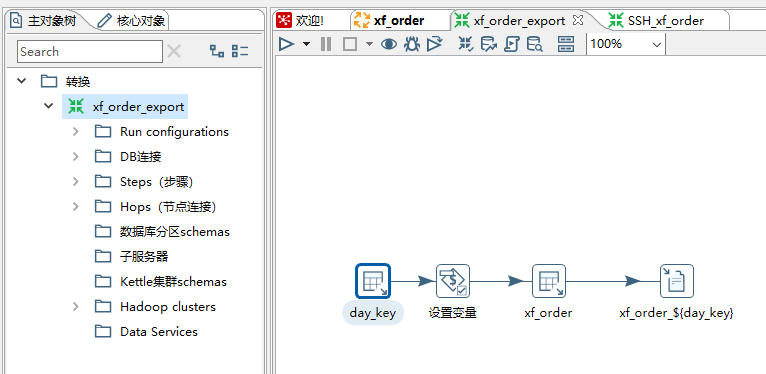 主对象树
核心对象
Search
转换
xf_order_export
Run configurations
DB连接
Steps（步骤）
Hops（节点连接）
数据库分区schemas
子服务器
Kettle集群schemas
Hadoop clusters
Data Services
欢迎!
xf_order
xf_order_export
SSH_xf_order
100%
day_key
设置变量
xf_order
xf_order_${day_key}